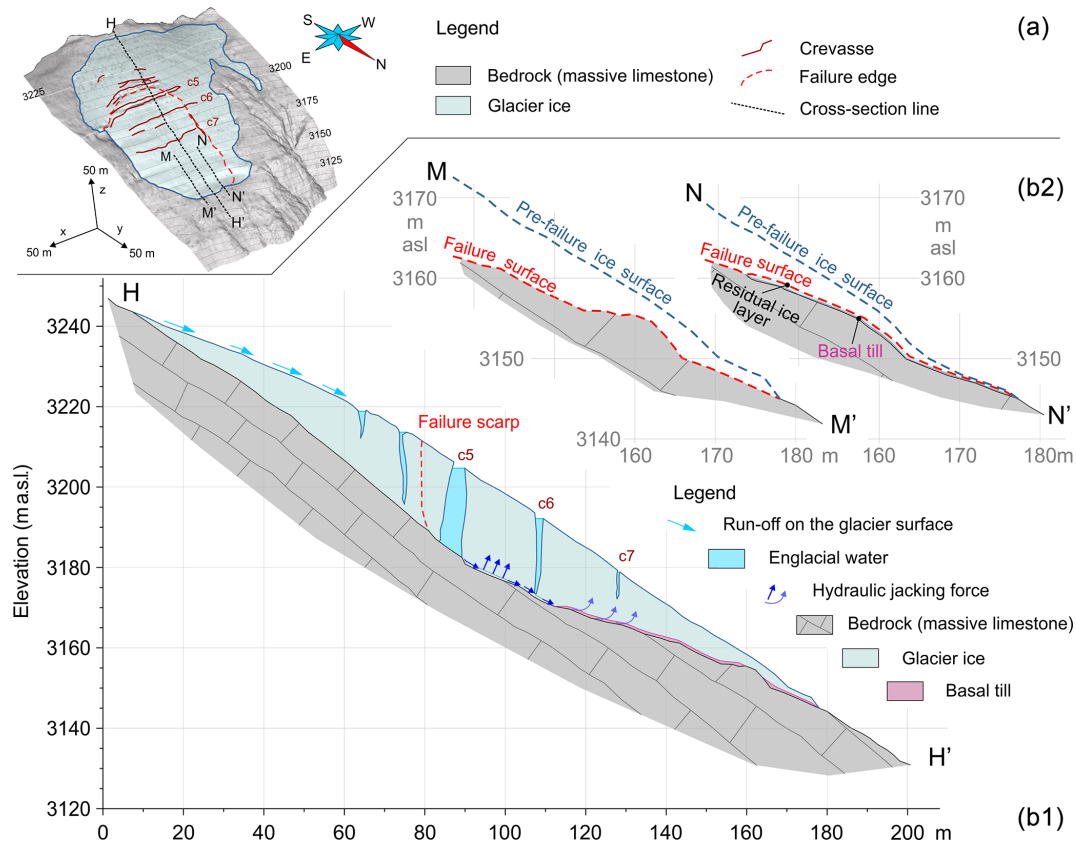 (a)
H
S
W
E
N
3225
3200
3175
3150
3125
c5
c6
c7
N
M
N'
M'
H'
50 m
z
x
y
50 m
50 m
Legend
Bedrock (massive limestone)
Glacier ice
Crevasse
Failure edge
Cross-section line
(b2)
M
3170
m
asl
3160
3150
3140
Pre-failure ice surface
Failure surface
M'
160
170
180 m
N
3170
m
asl
3160
3150
Pre-failure ice surface
Failure surface
Residual ice
layer
Basal till
N'
160
170
180m
H
Failure scarp
c5
c6
c7
H'
Elevation (m a.s.l.)
3240
3220
3200
3180
3160
3140
3120
0
20
40
60
80
100
120
140
160
180
200
m
Legend
Run-off on the glacier surface
Englacial water
Hydraulic jacking force
Bedrock (massive limestone)
Glacier ice
Basal till
(b1)